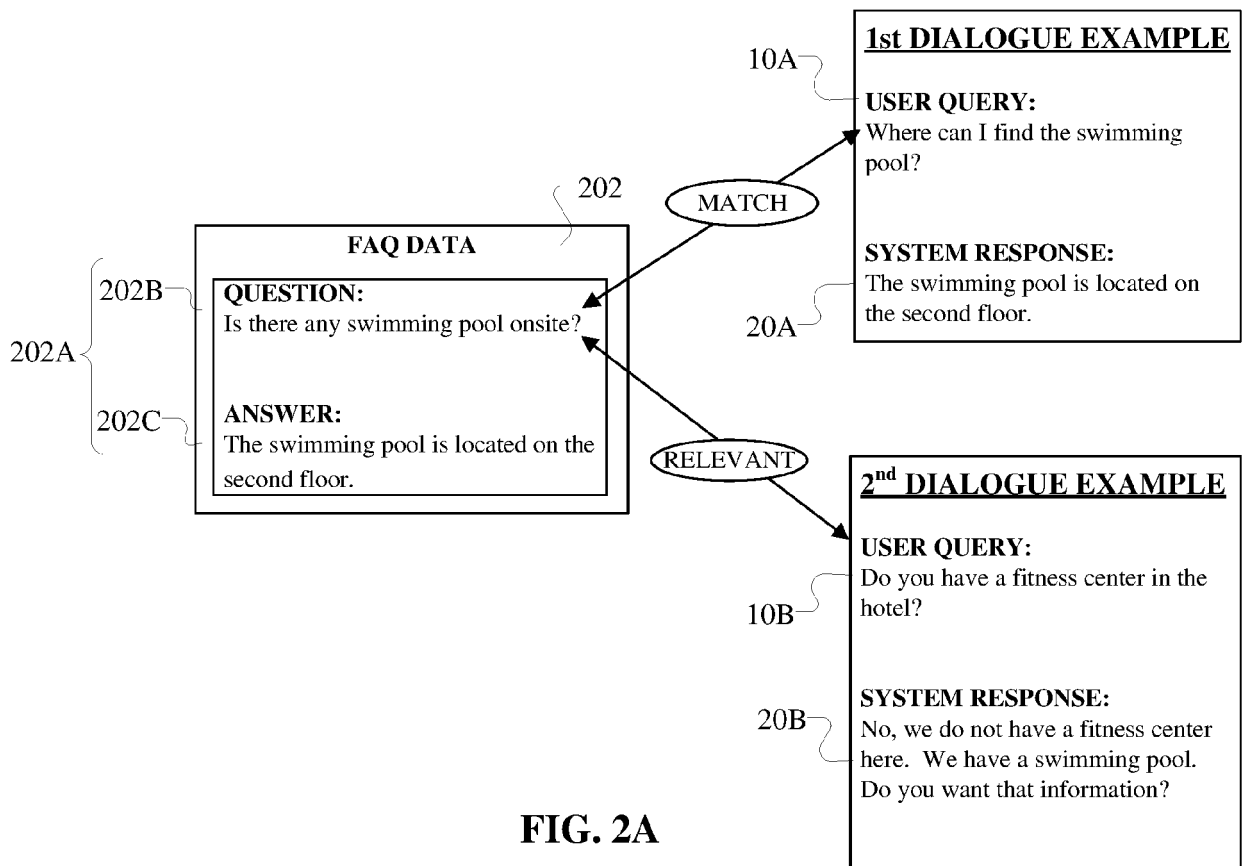 1st DIALOGUE EXAMPLE
10A
USER QUERY:
Where can I find the swimming
pool?
MATCH
SYSTEM RESPONSE:
The swimming pool is located on
the second floor.
20A
202
FAQ DATA
202A
202B
QUESTION:
Is there any swimming pool onsite?
202C
ANSWER:
The swimming pool is located on the
second floor.
RELEVANT
2nd DIALOGUE EXAMPLE
USER QUERY:
Do you have a fitness center in the
hotel?
10B
SYSTEM RESPONSE:
20B
No, we do not have a fitness center
here. We have a swimming pool.
Do you want that information?
FIG. 2A